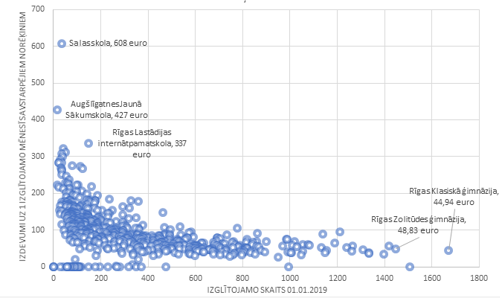 700
600
500
400
300
200
100
0
0
200
400
600
800
1000
1200
1400
1600
1800
IZDEVUMI UZ 1 IZGLĪTOJAMO MĒNESĪ SAVSTARPĒJIEM NORĒĶINIEM
IZGLĪTOJAMO SKAITS 01.01.2019
Salasskola, 608 euro
Augšlīgatnes Jaunā
Sākumskola, 427 euro
Rīgas Lastādijas
internātpamatskola, 337
euro
Rīgas Klasiskā ģimnāzija,
44,94 euro
Rīgas Zolitūdes ģimnāzija,
48,83 euro